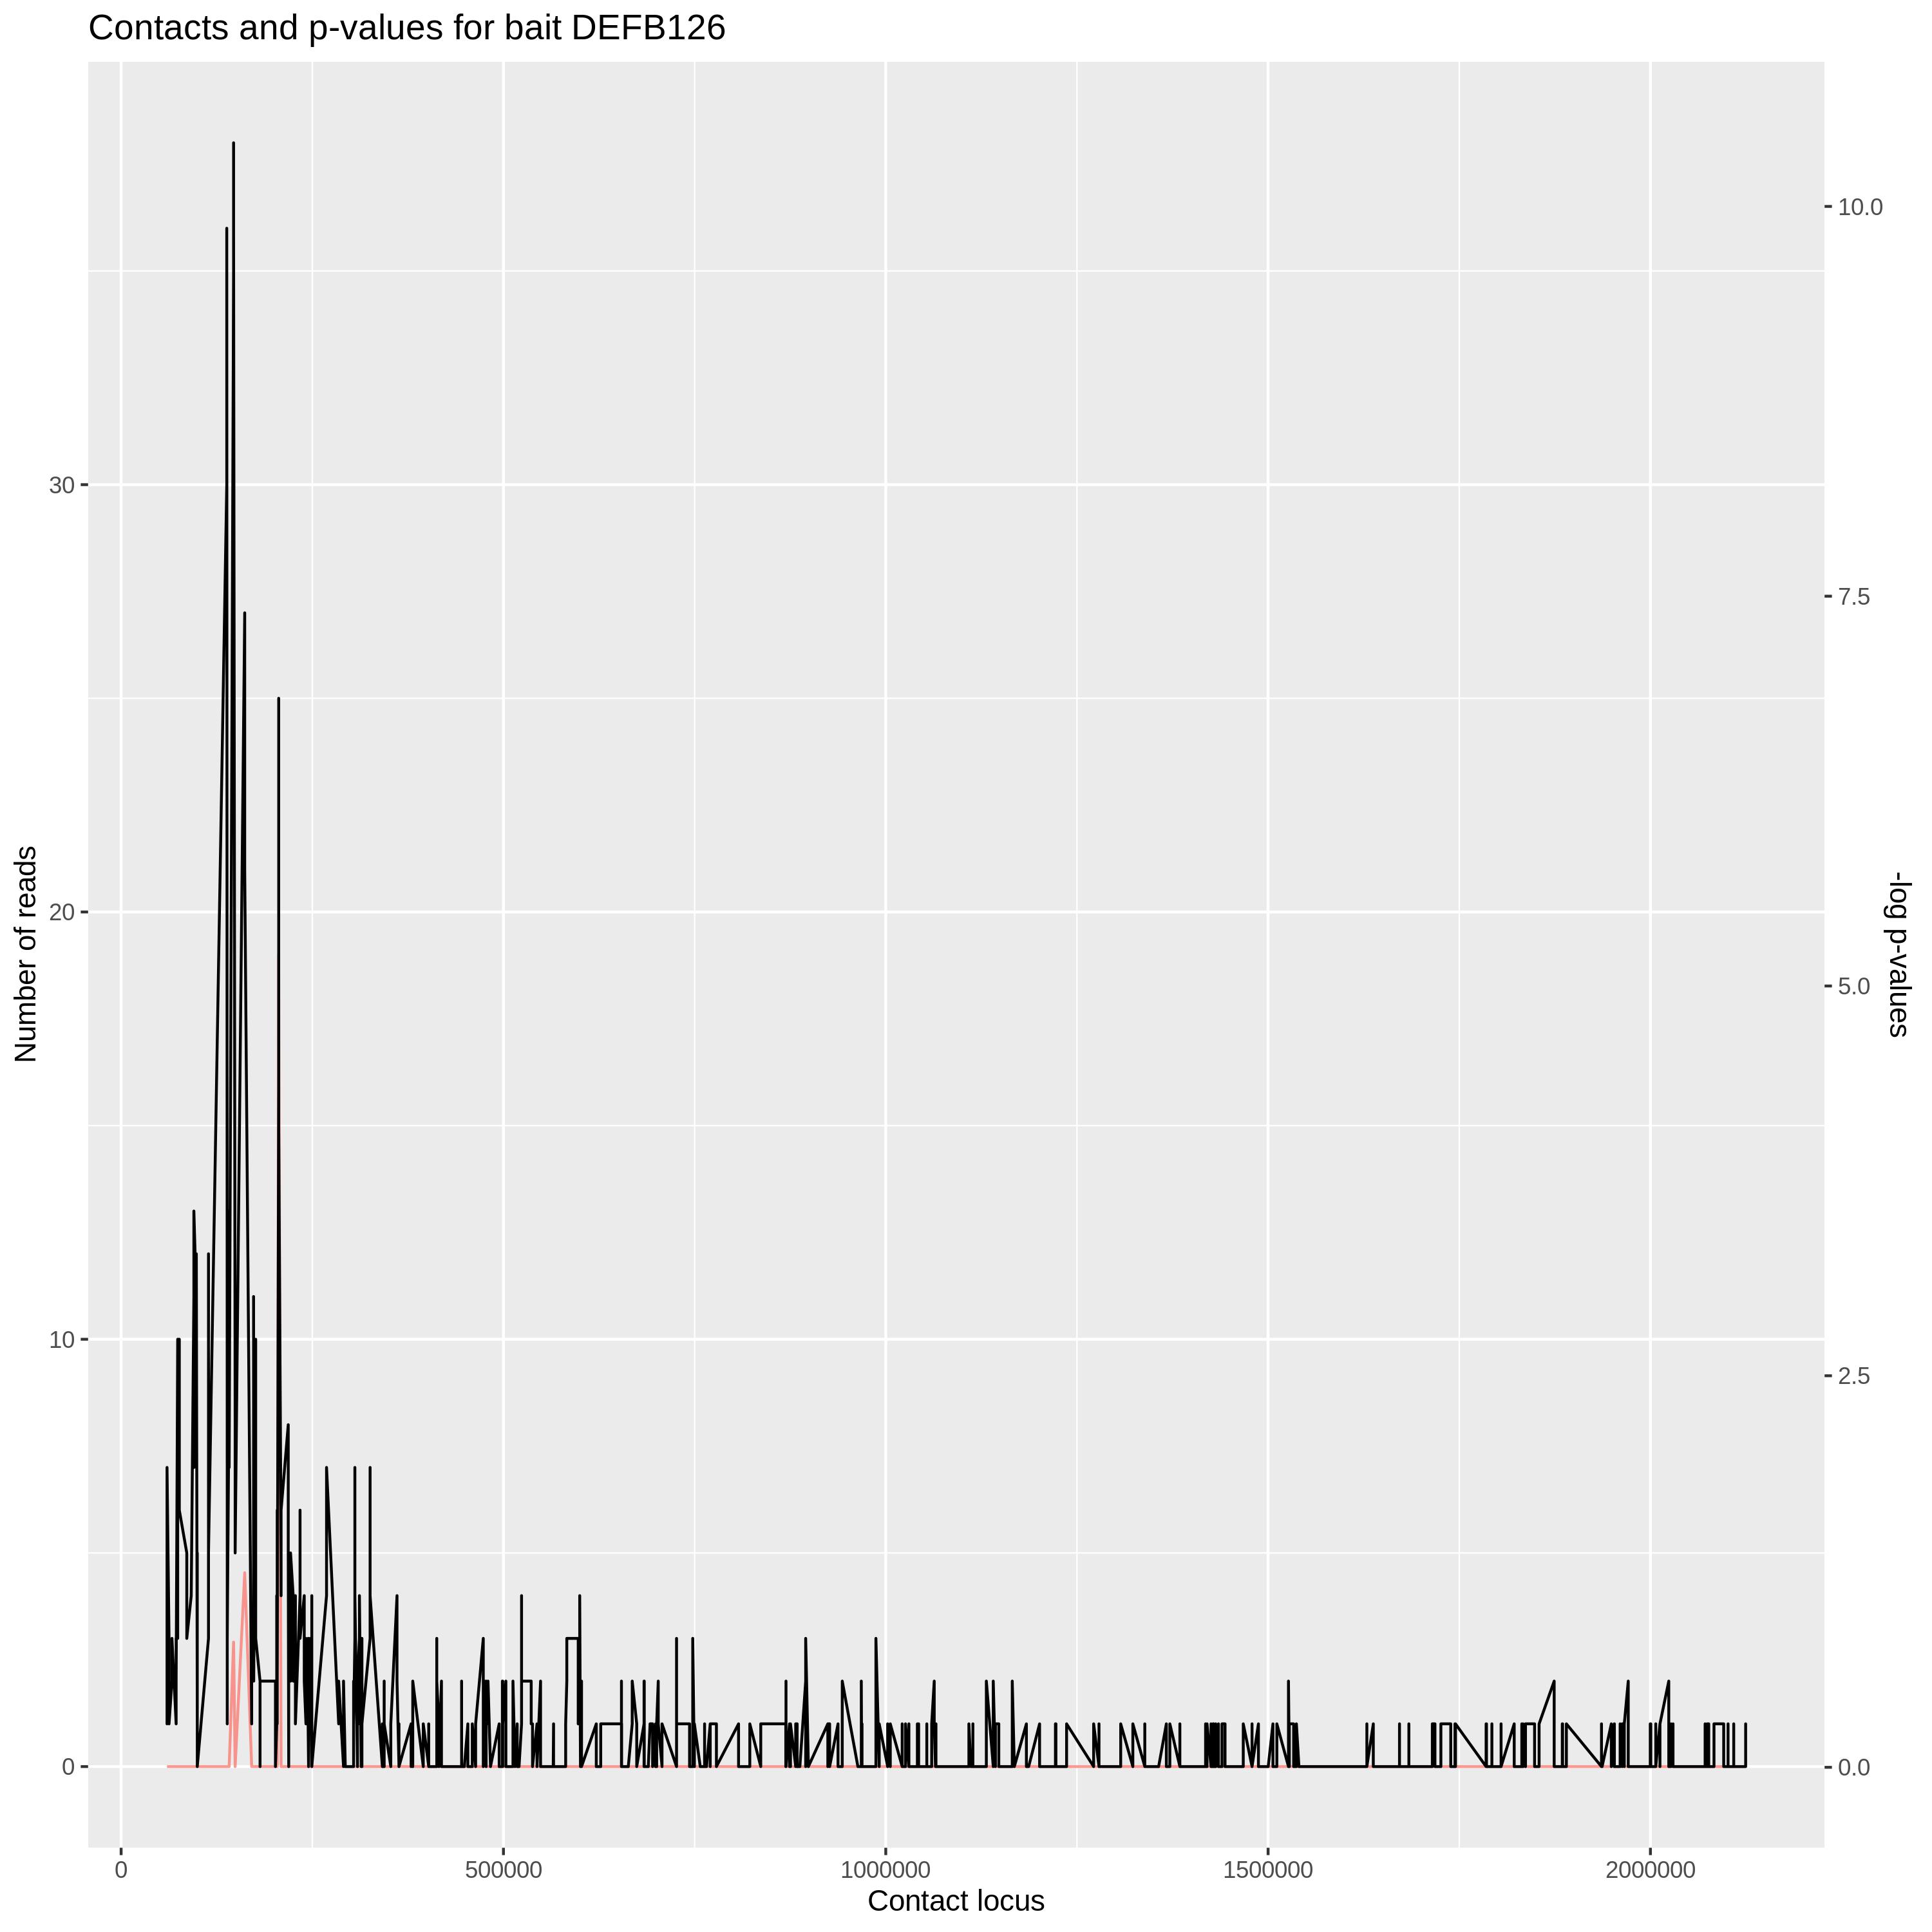 Contacts and p-values for bait DEFB126
Number of reads
30
20
10
0
10.0
7.5
5.0
2.5
0.0
-log p-values
0 500000 1000000 1500000 2000000
Contact locus